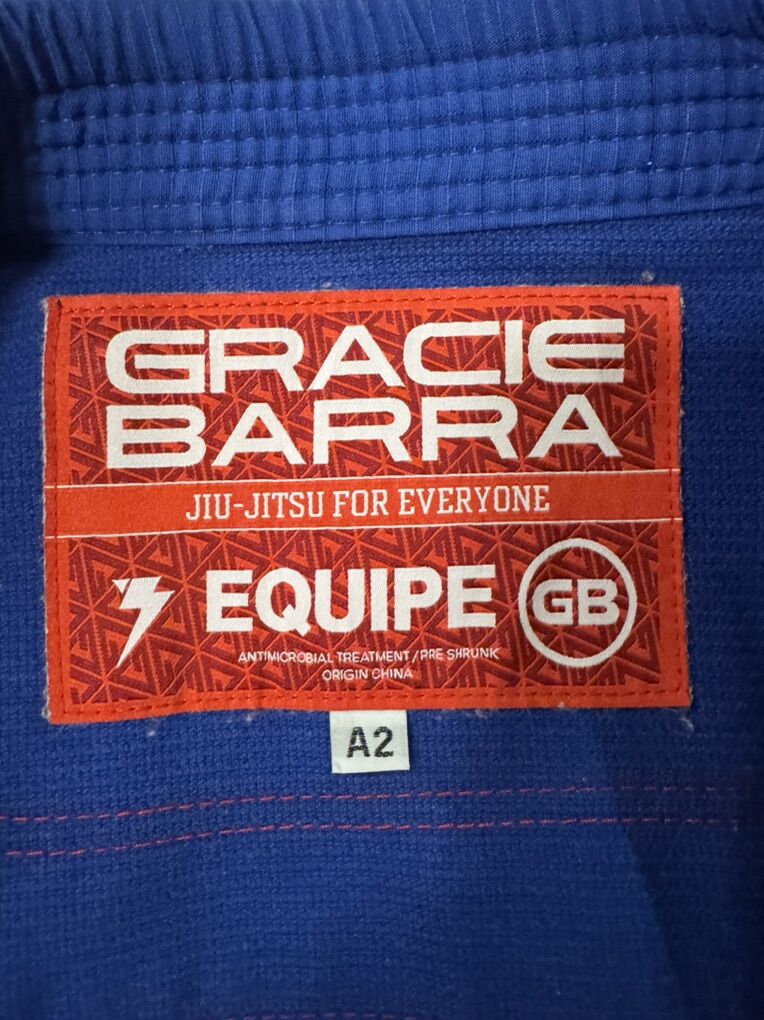 GRACIE
BARRA
JIU-JITSU FOR EVERYONE
EQUIPE GB
ANTIMICROBIAL TREATMENT / PRE SHRUNK
ORIGIN CHINA
A2